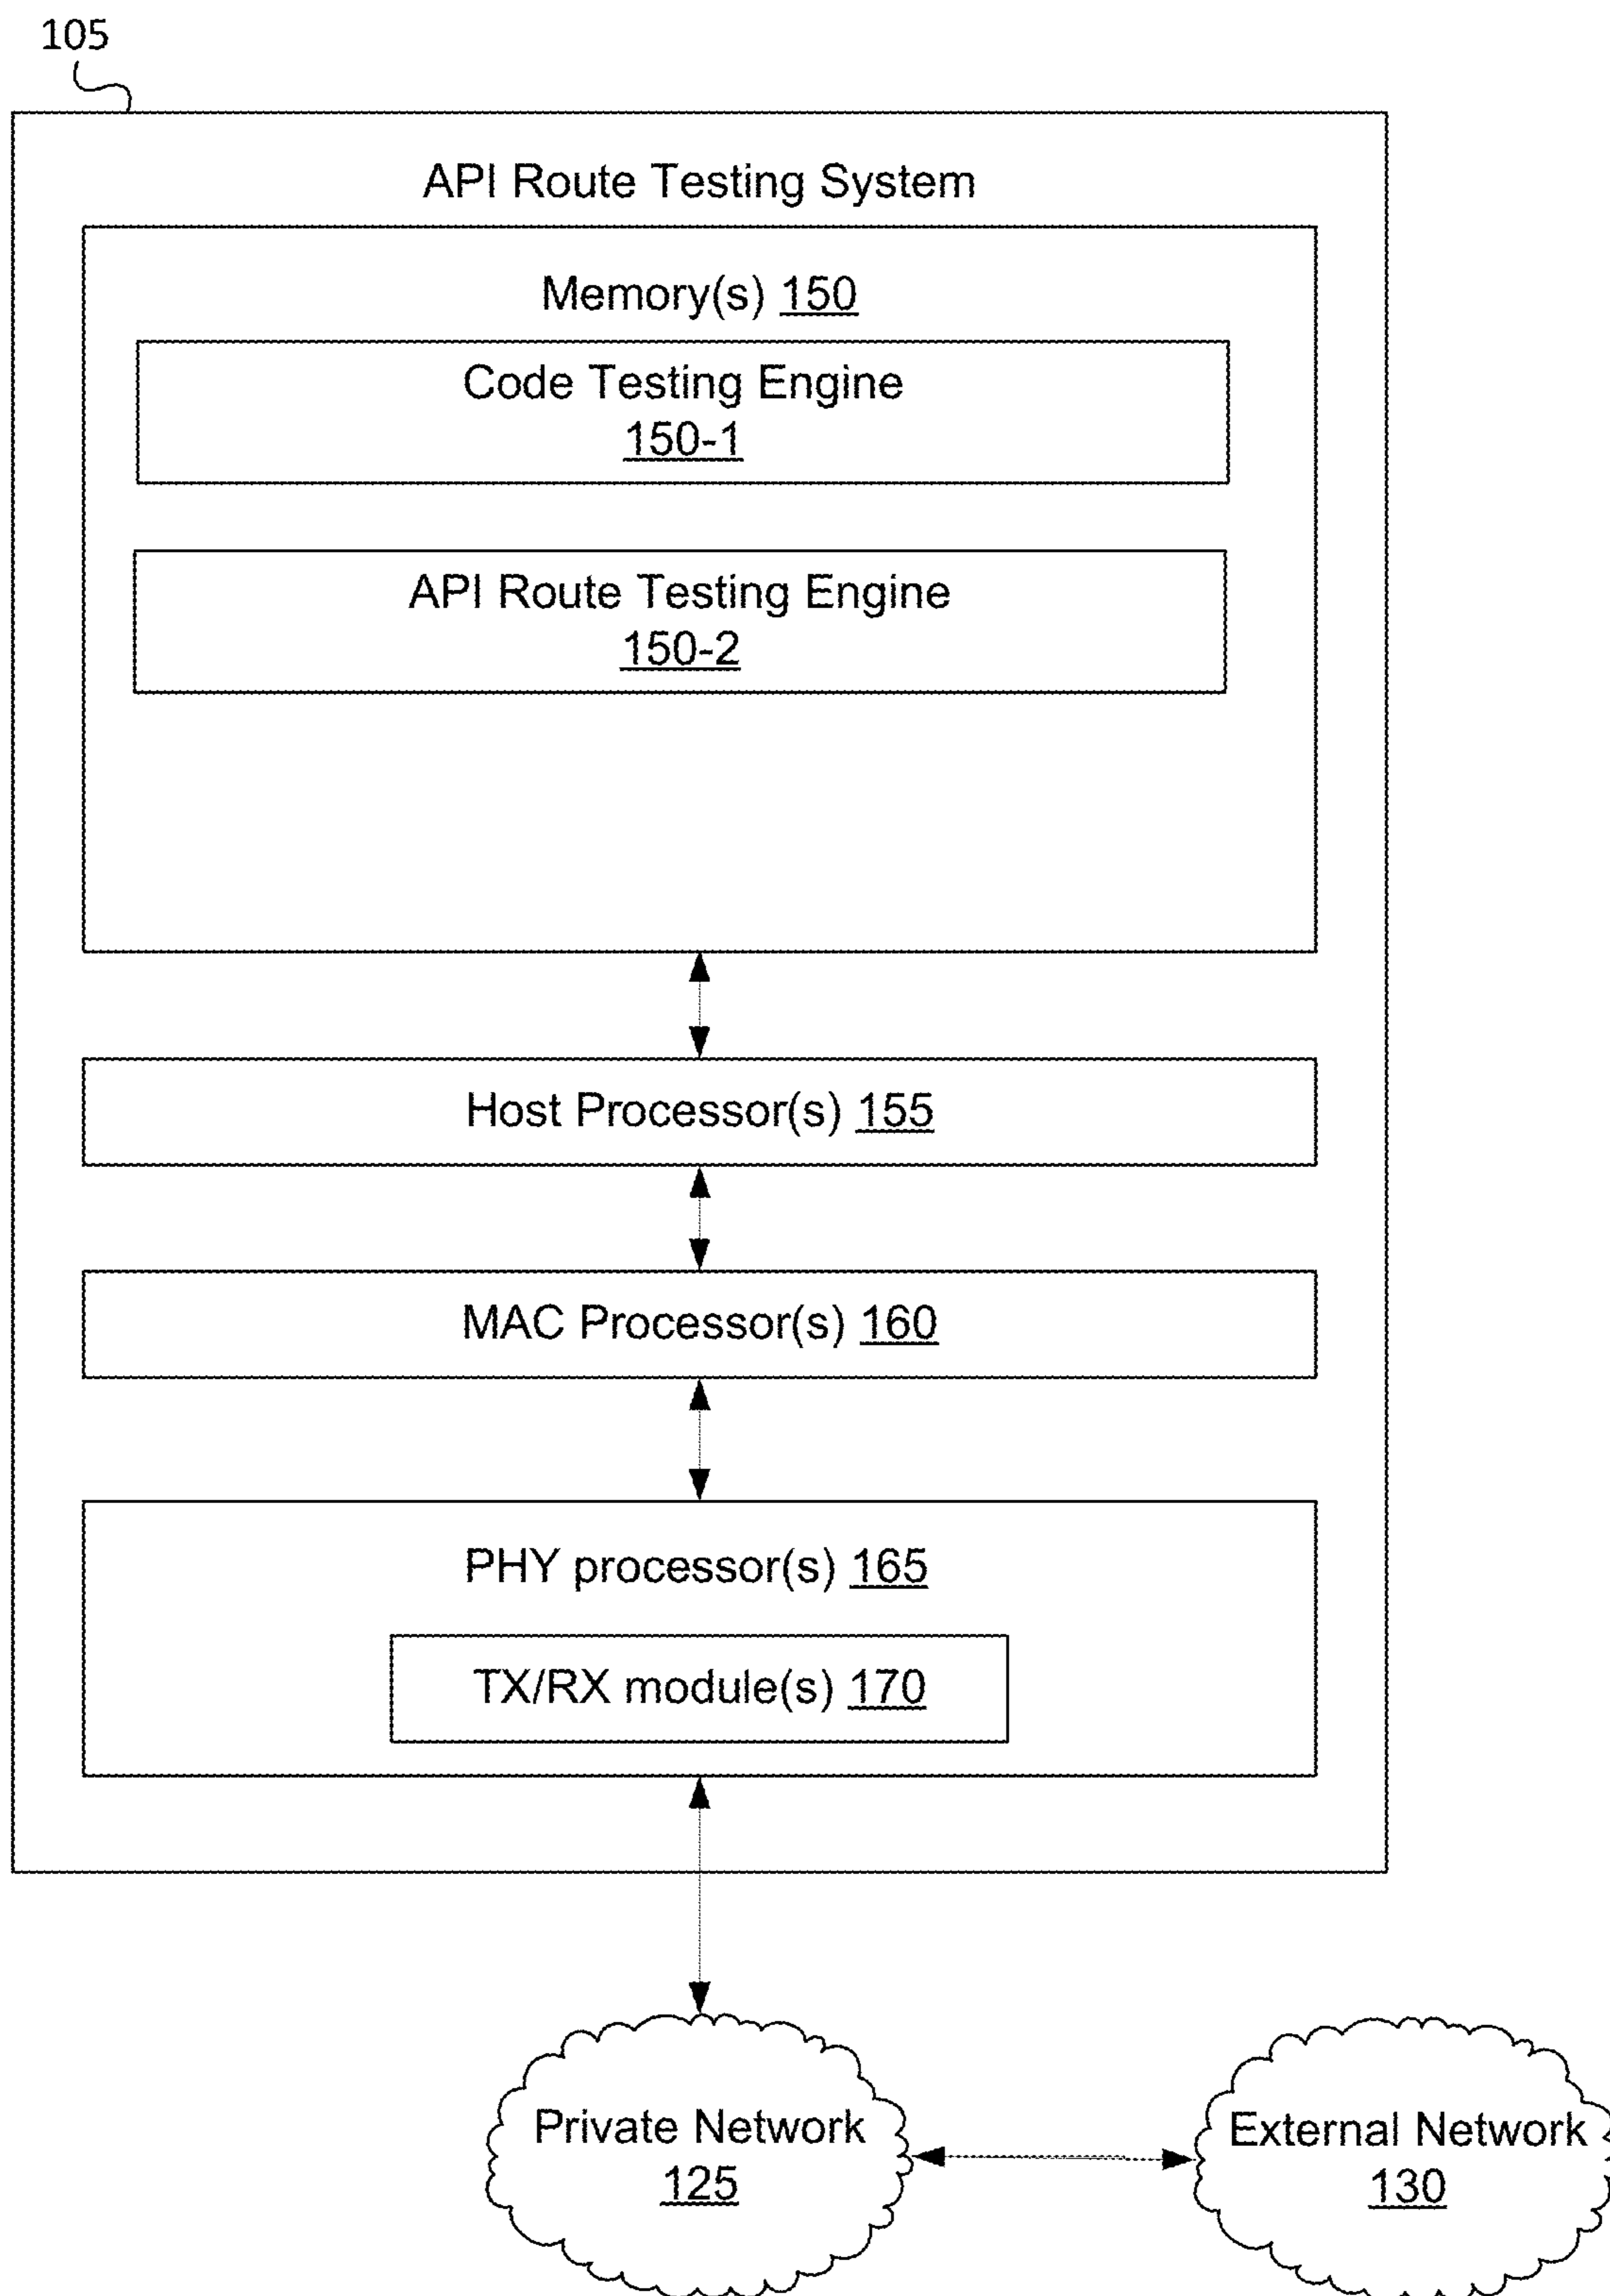 105
API Route Testing System
Memory(s) 150
Code Testing Engine
150-1
API Route Testing Engine
150-2
Host Processor(s) 155
MAC Processor(s) 160
PHY processor(s) 165
TX/RX module(s) 170
Private Network
125
External Network
130